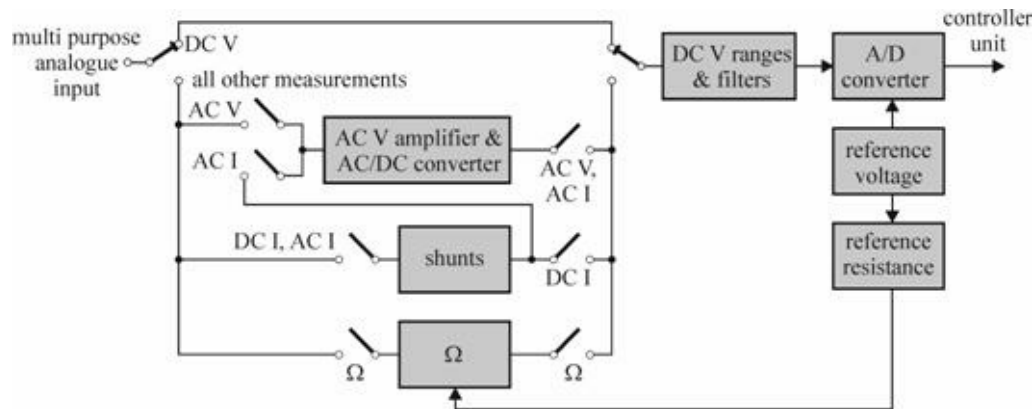 multi purpose
analogue
input
DC V
all other measurements
AC V
AC I
AC V amplifier &
AC/DC converter
AC V,
AC I
DC I, AC I
shunts
DC I
Ω
Ω
Ω
DC V ranges
& filters
A/D
converter
controller
unit
reference
voltage
reference
resistance